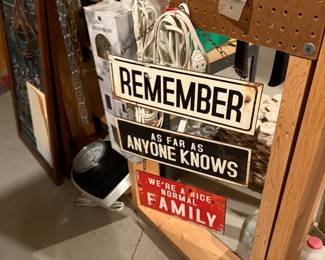 REMEMBER
AS FAR AS
ANYONE KNOWS
WE'RE A NICE,
NORMAL
FAMILY